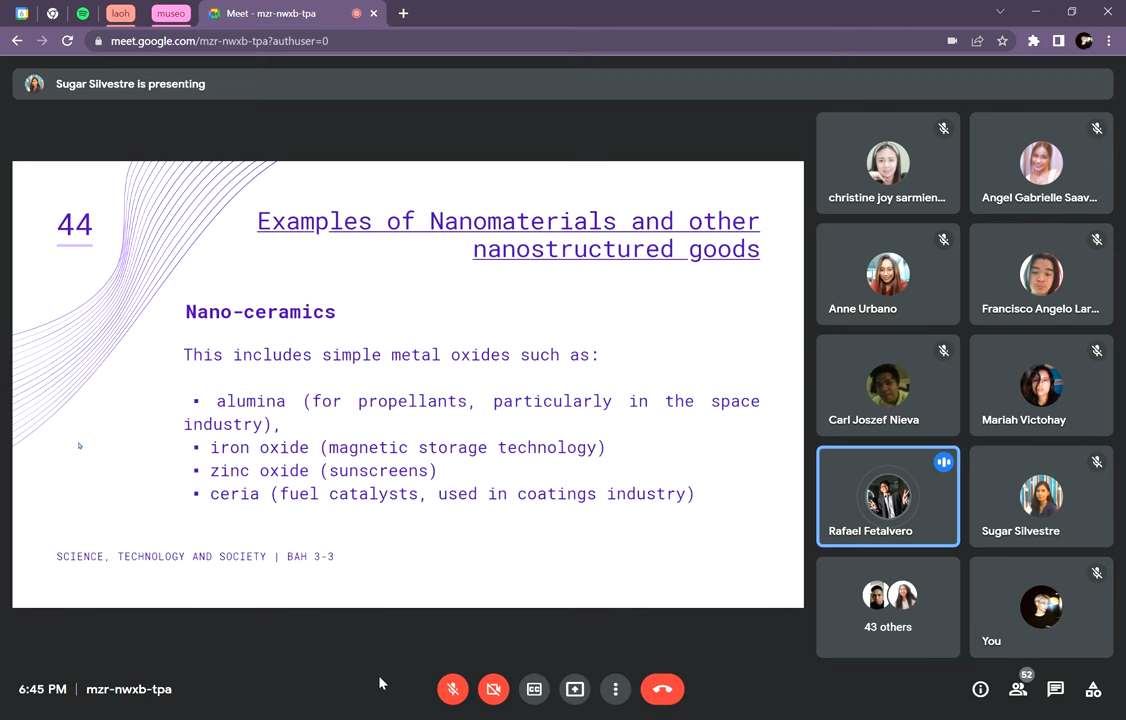 laoh
museo
Meet - mzr-nwxb-tpa
meet.google.com/mzr-nwxb-tpa?authuser=0
Sugar Silvestre is presenting
44
Examples of Nanomaterials and other
nanostructured goods
Nano-ceramics
This includes simple metal oxides such as:
▪ alumina (for propellants, particularly in the space
industry),
▪ iron oxide (magnetic storage technology)
▪ zinc oxide (sunscreens)
▪ ceria (fuel catalysts, used in coatings industry)
SCIENCE, TECHNOLOGY AND SOCIETY | BAH 3-3
christine joy sarmien...
Angel Gabrielle Saav...
Anne Urbano
Francisco Angelo Lar...
Carl Joszef Nieva
Mariah Victohay
Rafael Fetalvero
Sugar Silvestre
43 others
You
6:45 PM | mzr-nwxb-tpa
CC
52